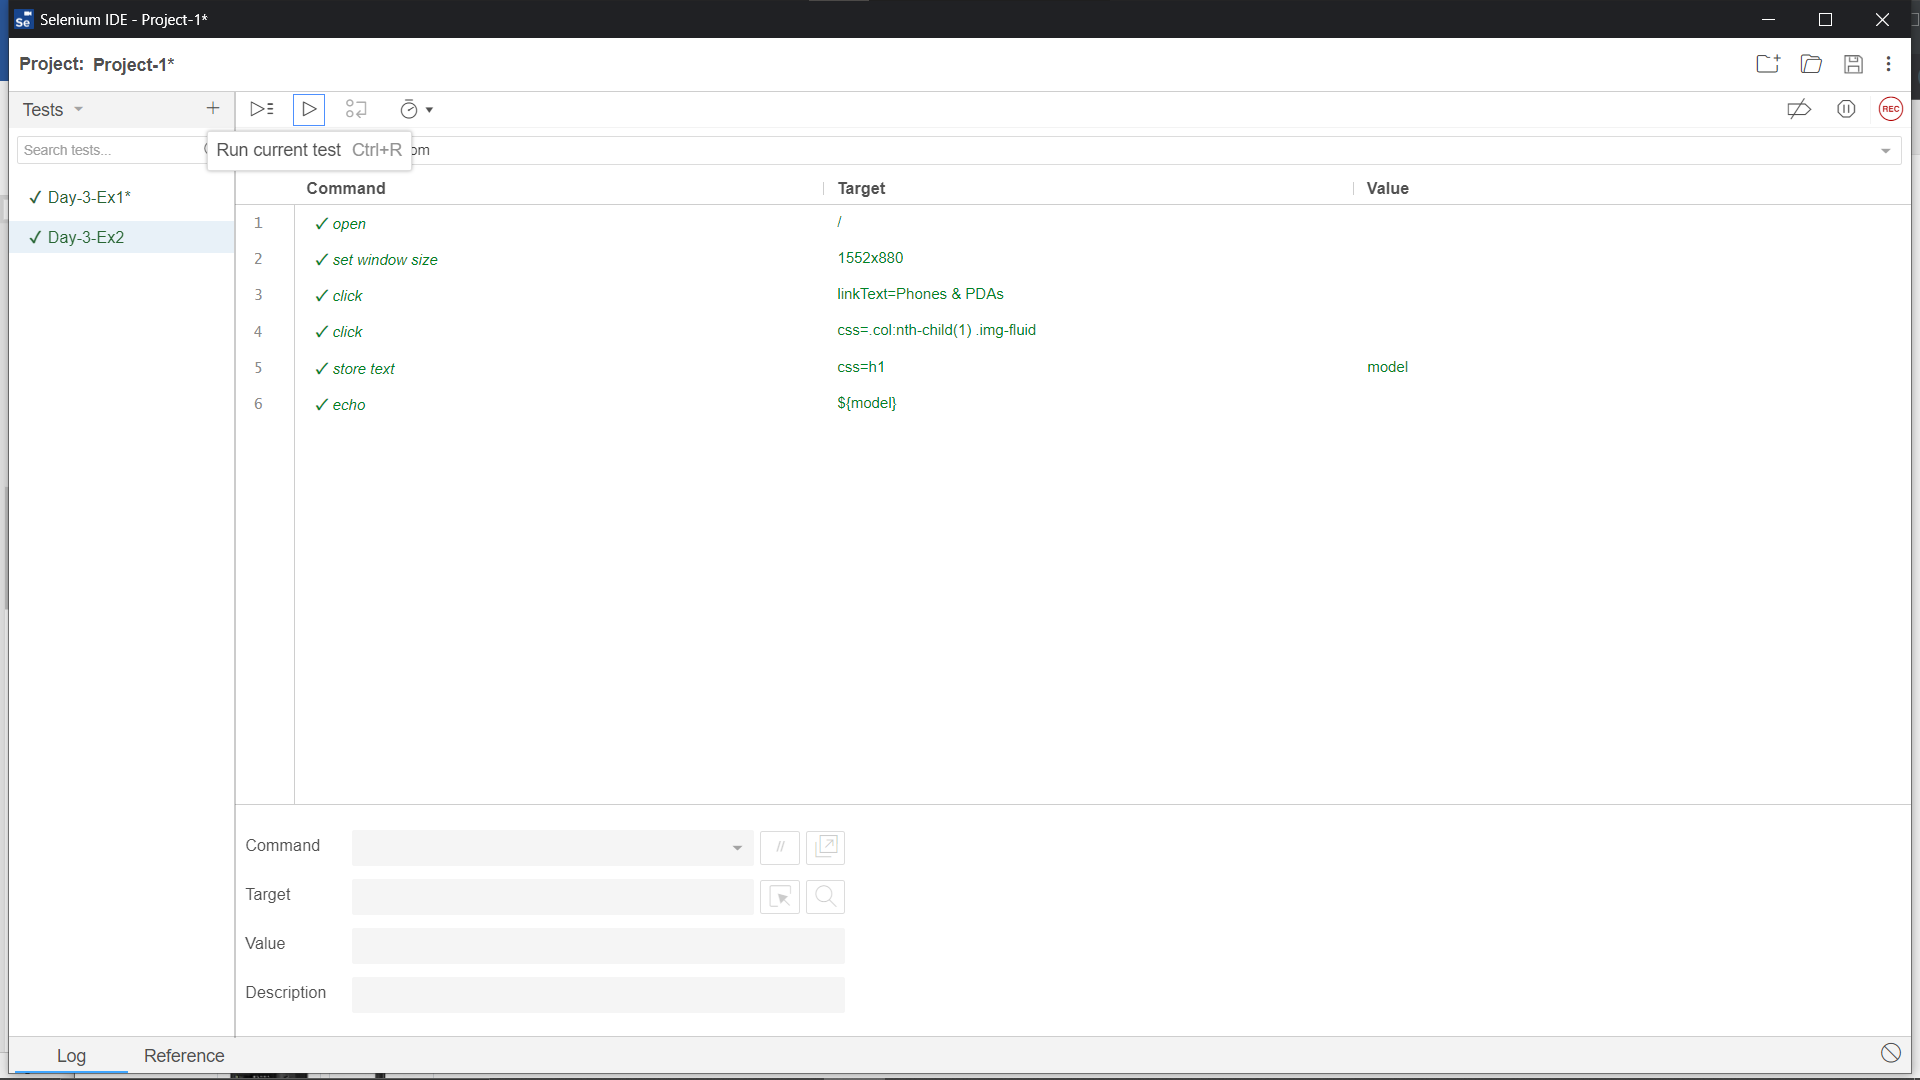 Selenium IDE - Project-1*
Project: Project-1*
Tests
REC
Search tests...
Run current test Ctrl+R
om
Command Target Value
✓ Day-3-Ex1*
✓ Day-3-Ex2
1 ✓ open /
2 ✓ set window size 1552x880
3 ✓ click linkText=Phones & PDAs
4 ✓ click css=.col:nth-child(1) .img-fluid
5 ✓ store text css=h1 model
6 ✓ echo ${model}
Command
//
Target
Value
Description
Log Reference